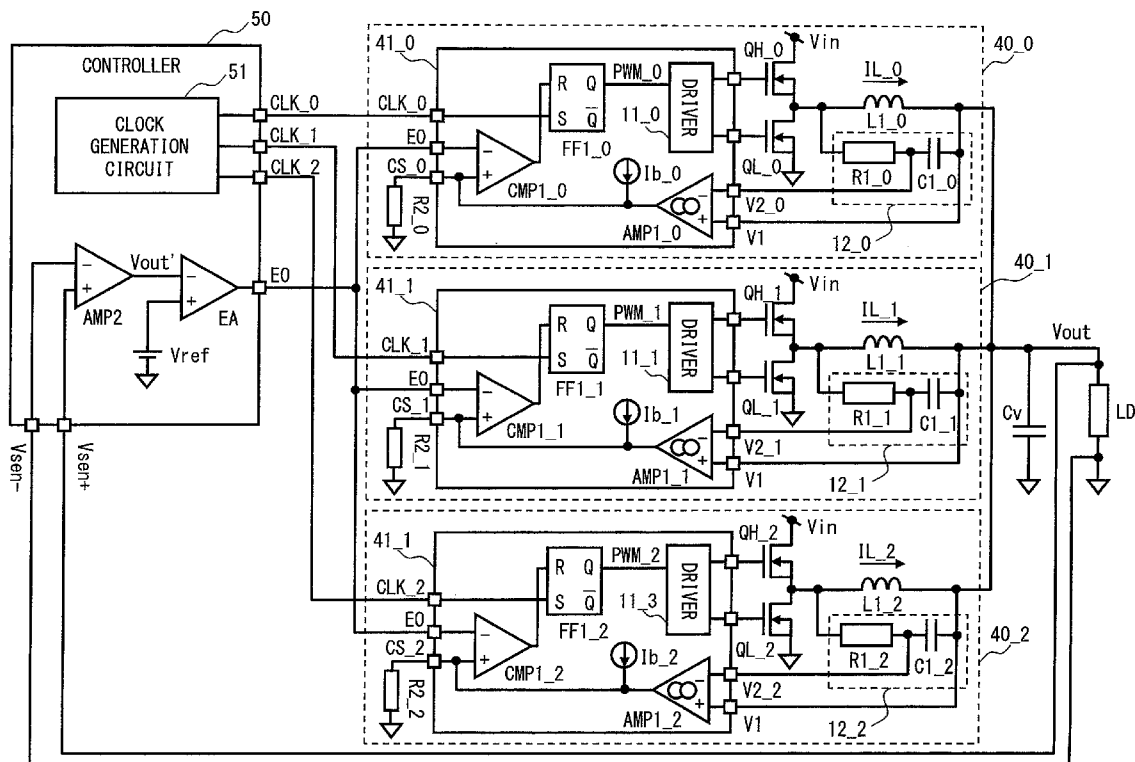 50
CONTROLLER
51
CLOCK
GENERATION
CIRCUIT
CLK_0
CLK_1
CLK_2
AMP2
Vout'
EA
EO
Vref
Vsen-
Vsen+
41_0
CLK_0
EO
CS_0
R2_0
R Q
S Q
FF1_0
CMP1_0
PWM_0
DRIVER
11_0
Ib_0
AMP1_0
Vin
QH_0
QL_0
V2_0
V1
IL_0
L1_0
R1_0
C1_0
12_0
40_0
41_1
CLK_1
EO
CS_1
R2_1
R Q
S Q
FF1_1
CMP1_1
PWM_1
DRIVER
11_1
Ib_1
AMP1_1
Vin
QH_1
QL_1
V2_1
V1
IL_1
L1_1
R1_1
C1_1
12_1
40_1
Vout
Cv
LD
41_1
CLK_2
EO
CS_2
R2_2
R Q
S Q
FF1_2
CMP1_2
PWM_2
DRIVER
11_3
Ib_2
AMP1_2
Vin
QH_2
QL_2
V2_2
V1
IL_2
L1_2
R1_2
C1_2
12_2
40_2